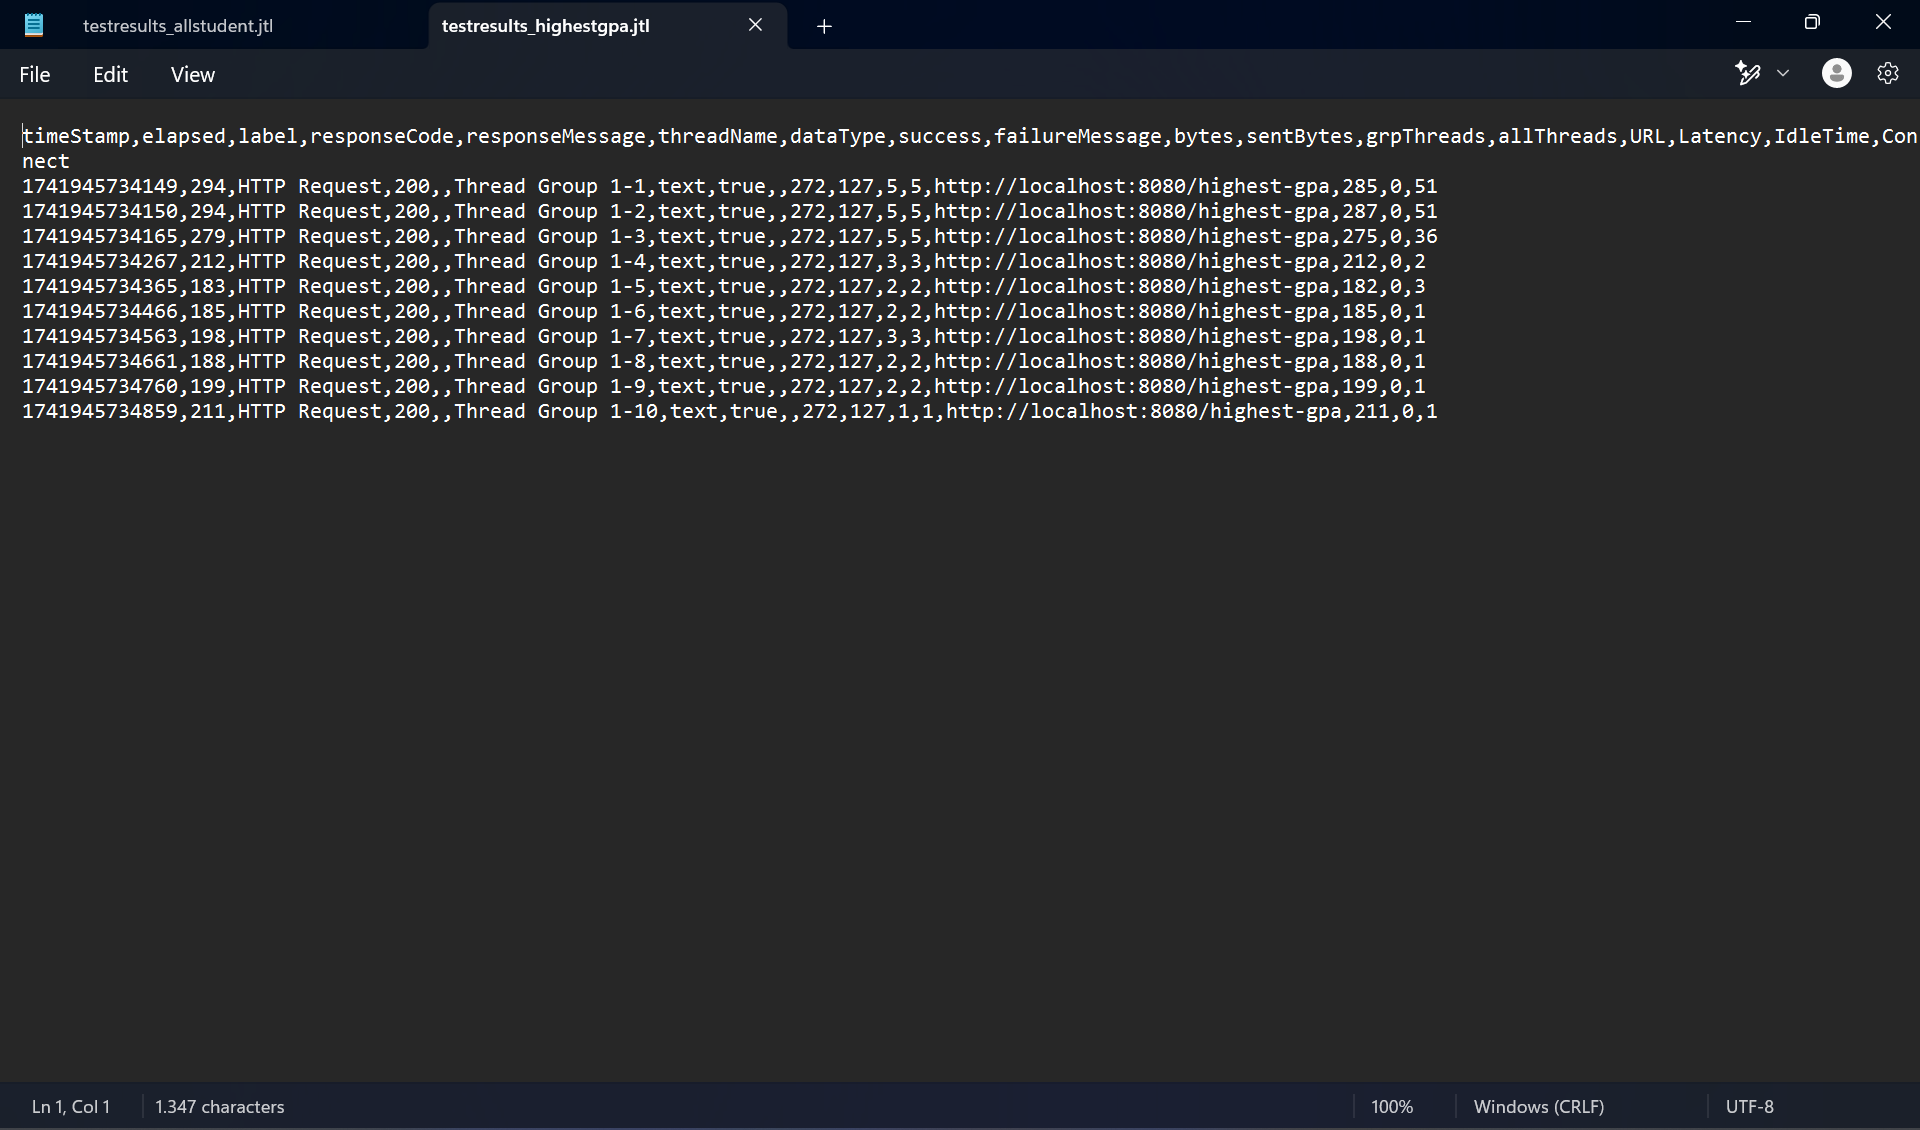 testresults_allstudent.jtl
testresults_highestgpa.jtl
File Edit View
timeStamp,elapsed,label,responseCode,responseMessage,threadName,dataType,success,failureMessage,bytes,sentBytes,grpThreads,allThreads,URL,Latency,IdleTime,Con
nect
1741945734149,294,HTTP Request,200,,Thread Group 1-1,text,true,,272,127,5,5,http://localhost:8080/highest-gpa,285,0,51
1741945734150,294,HTTP Request,200,,Thread Group 1-2,text,true,,272,127,5,5,http://localhost:8080/highest-gpa,287,0,51
1741945734165,279,HTTP Request,200,,Thread Group 1-3,text,true,,272,127,5,5,http://localhost:8080/highest-gpa,275,0,36
1741945734267,212,HTTP Request,200,,Thread Group 1-4,text,true,,272,127,3,3,http://localhost:8080/highest-gpa,212,0,2
1741945734365,183,HTTP Request,200,,Thread Group 1-5,text,true,,272,127,2,2,http://localhost:8080/highest-gpa,182,0,3
1741945734466,185,HTTP Request,200,,Thread Group 1-6,text,true,,272,127,2,2,http://localhost:8080/highest-gpa,185,0,1
1741945734563,198,HTTP Request,200,,Thread Group 1-7,text,true,,272,127,3,3,http://localhost:8080/highest-gpa,198,0,1
1741945734661,188,HTTP Request,200,,Thread Group 1-8,text,true,,272,127,2,2,http://localhost:8080/highest-gpa,188,0,1
1741945734760,199,HTTP Request,200,,Thread Group 1-9,text,true,,272,127,2,2,http://localhost:8080/highest-gpa,199,0,1
1741945734859,211,HTTP Request,200,,Thread Group 1-10,text,true,,272,127,1,1,http://localhost:8080/highest-gpa,211,0,1
Ln 1, Col 1 1.347 characters 100% Windows (CRLF) UTF-8